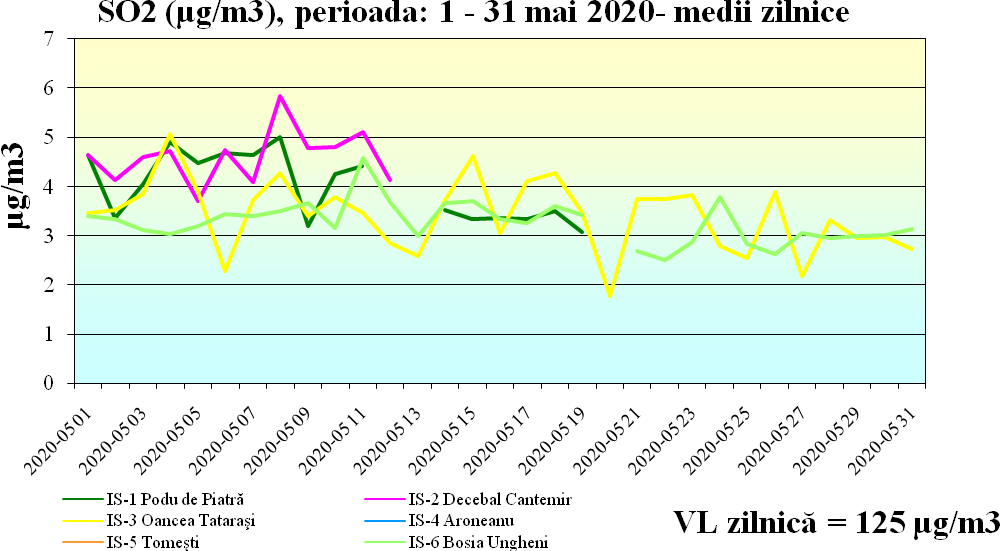 SO2 (µg/m3), perioada: 1 - 31 mai 2020- medii zilnice
µg/m3
7
6
5
4
3
2
1
0
2020-05 01
2020-05 03
2020-05 05
2020-05 07
2020-05 09
2020-05 11
2020-05 13
2020-05 15
2020-05 17
2020-05 19
2020-05 21
2020-05 23
2020-05 25
2020-05 27
2020-05 29
2020-05 31
IS-1 Podu de Piatră
IS-2 Decebal Cantemir
IS-3 Oancea Tatarași
IS-4 Aroneanu
IS-5 Tomești
IS-6 Bosia Ungheni
VL zilnică = 125 µg/m3